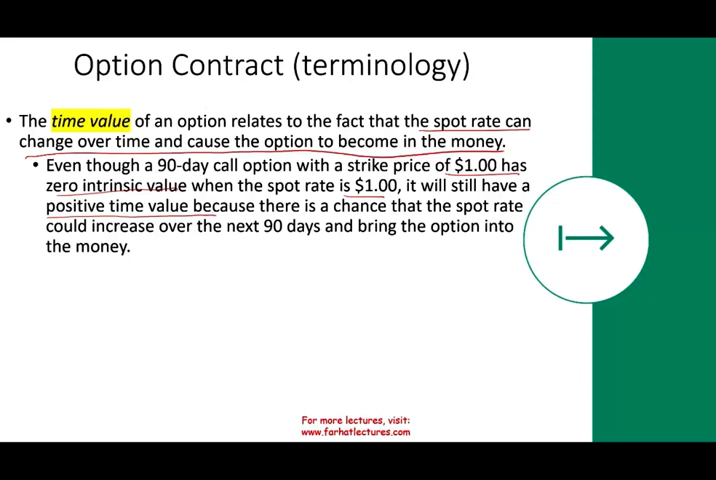 Option Contract (terminology)
• The time value of an option relates to the fact that the spot rate can
change over time and cause the option to become in the money.
• Even though a 90-day call option with a strike price of $1.00 has
zero intrinsic value when the spot rate is $1.00, it will still have a
positive time value because there is a chance that the spot rate
could increase over the next 90 days and bring the option into
the money.
For more lectures, visit:
www.farhatlectures.com